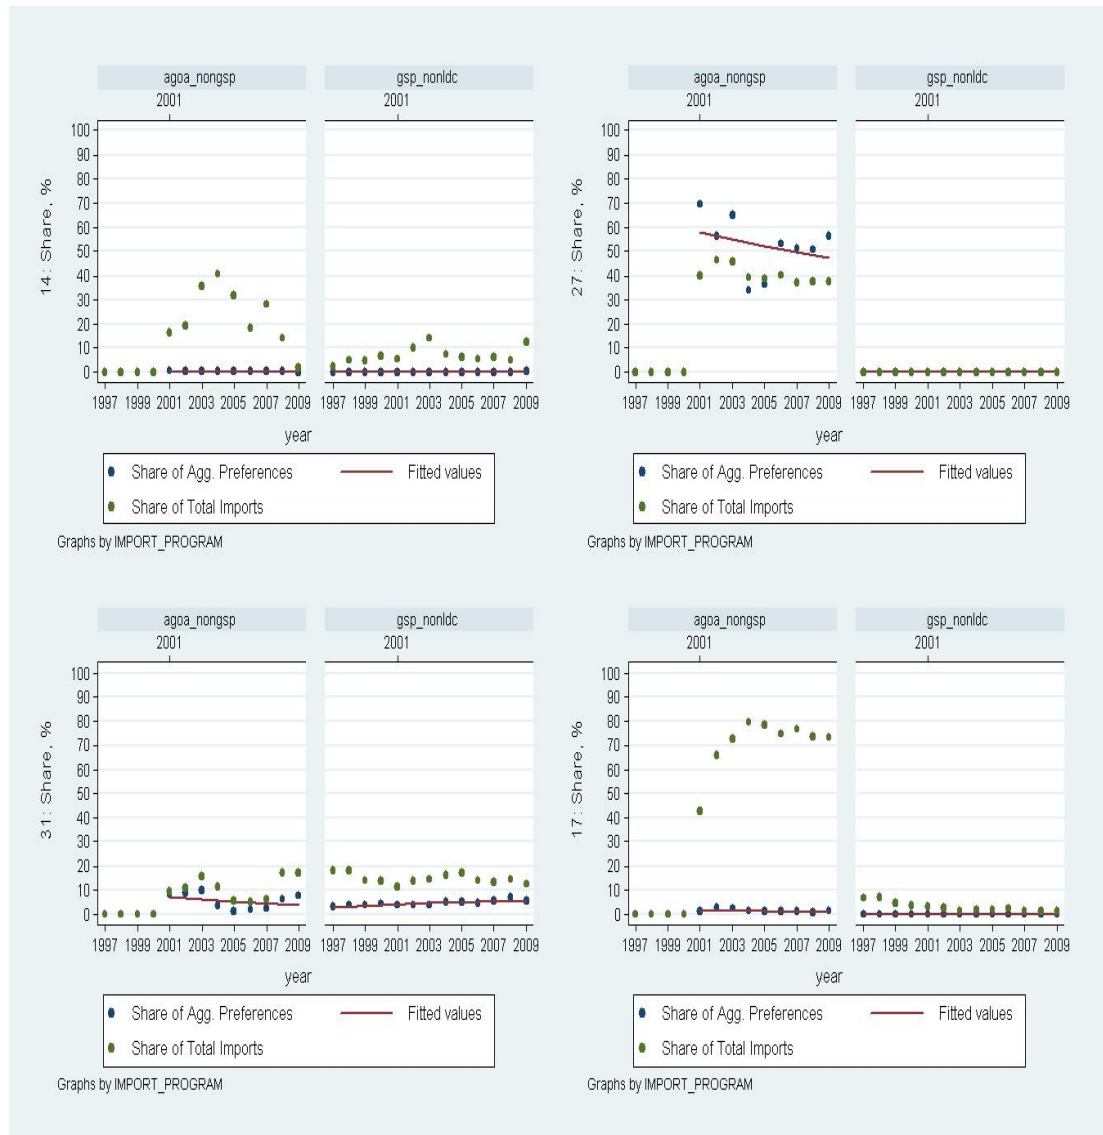 agoa_nongsp gsp_nonldc
2001 2001
100
90
80
70
60
50
40
30
20
10
0
14: Share, %
1997 1999 2001 2003 2005 2007 2009 1997 1999 2001 2003 2005 2007 2009
year
Share of Agg. Preferences Fitted values
Share of Total Imports
Graphs by IMPORT_PROGRAM
agoa_nongsp gsp_nonldc
2001 2001
100
90
80
70
60
50
40
30
20
10
0
27: Share, %
1997 1999 2001 2003 2005 2007 2009 1997 1999 2001 2003 2005 2007 2009
year
Share of Agg. Preferences Fitted values
Share of Total Imports
Graphs by IMPORT_PROGRAM
agoa_nongsp gsp_nonldc
2001 2001
100
90
80
70
60
50
40
30
20
10
0
31: Share, %
1997 1999 2001 2003 2005 2007 2009 1997 1999 2001 2003 2005 2007 2009
year
Share of Agg. Preferences Fitted values
Share of Total Imports
Graphs by IMPORT_PROGRAM
agoa_nongsp gsp_nonldc
2001 2001
100
90
80
70
60
50
40
30
20
10
0
17: Share, %
1997 1999 2001 2003 2005 2007 2009 1997 1999 2001 2003 2005 2007 2009
year
Share of Agg. Preferences Fitted values
Share of Total Imports
Graphs by IMPORT_PROGRAM